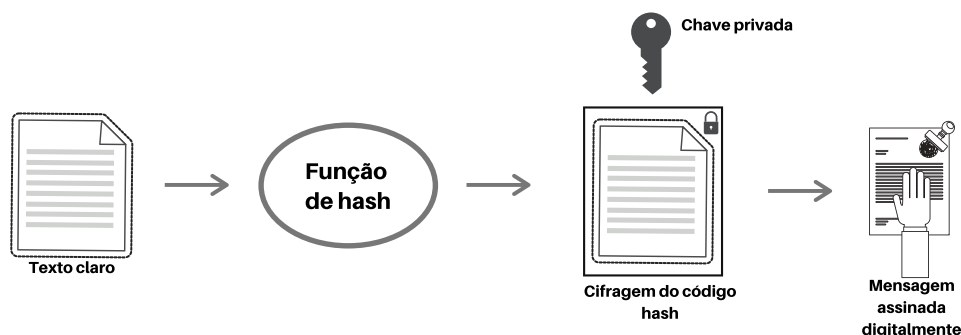 Chave privada
Função
de hash
Texto claro
Cifragem do código
hash
Mensagem
assinada
digitalmente